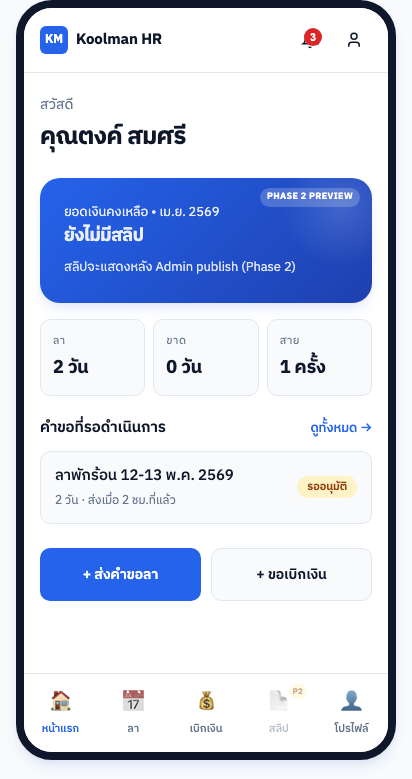 KM Koolman HR 3
สวัสดี
คุณตงค์ สมศรี
PHASE 2 PREVIEW
ยอดเงินคงเหลือ • เม.ย. 2569
ยังไม่มีสลิป
สลิปจะแสดงหลัง Admin publish (Phase 2)
ลา ขาด สาย
2 วัน 0 วัน 1 ครั้ง
คำขอที่รอดำเนินการ ดูทั้งหมด →
ลาพักร้อน 12-13 พ.ค. 2569
รออนุมัติ
2 วัน · ส่งเมื่อ 2 ชม.ที่แล้ว
+ ส่งคำขอลา + ขอเบิกเงิน
17 P2
หน้าแรก ลา เบิกเงิน สลิป โปรไฟล์